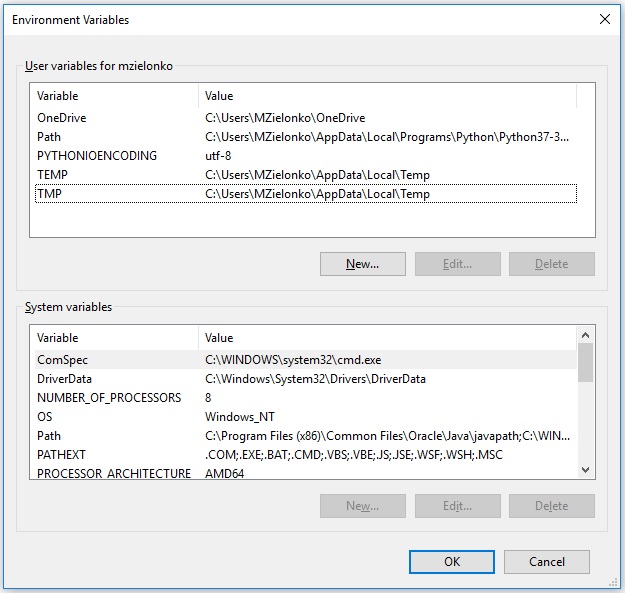 Environment Variables
User variables for mzielonko
Variable Value
OneDrive C:\Users\MZielonko\OneDrive
Path C:\Users\MZielonko\AppData\Local\Programs\Python\Python37-3...
PYTHONIOENCODING utf-8
TEMP C:\Users\MZielonko\AppData\Local\Temp
TMP C:\Users\MZielonko\AppData\Local\Temp
New... Edit... Delete
System variables
Variable Value
ComSpec C:\WINDOWS\system32\cmd.exe
DriverData C:\Windows\System32\Drivers\DriverData
NUMBER_OF_PROCESSORS 8
OS Windows_NT
Path C:\Program Files (x86)\Common Files\Oracle\Java\javapath;C:\WIN...
PATHEXT .COM;.EXE;.BAT;.CMD;.VBS;.VBE;.JS;.JSE;.WSF;.WSH;.MSC
PROCESSOR_ARCHITECTURE AMD64
New... Edit... Delete
OK Cancel